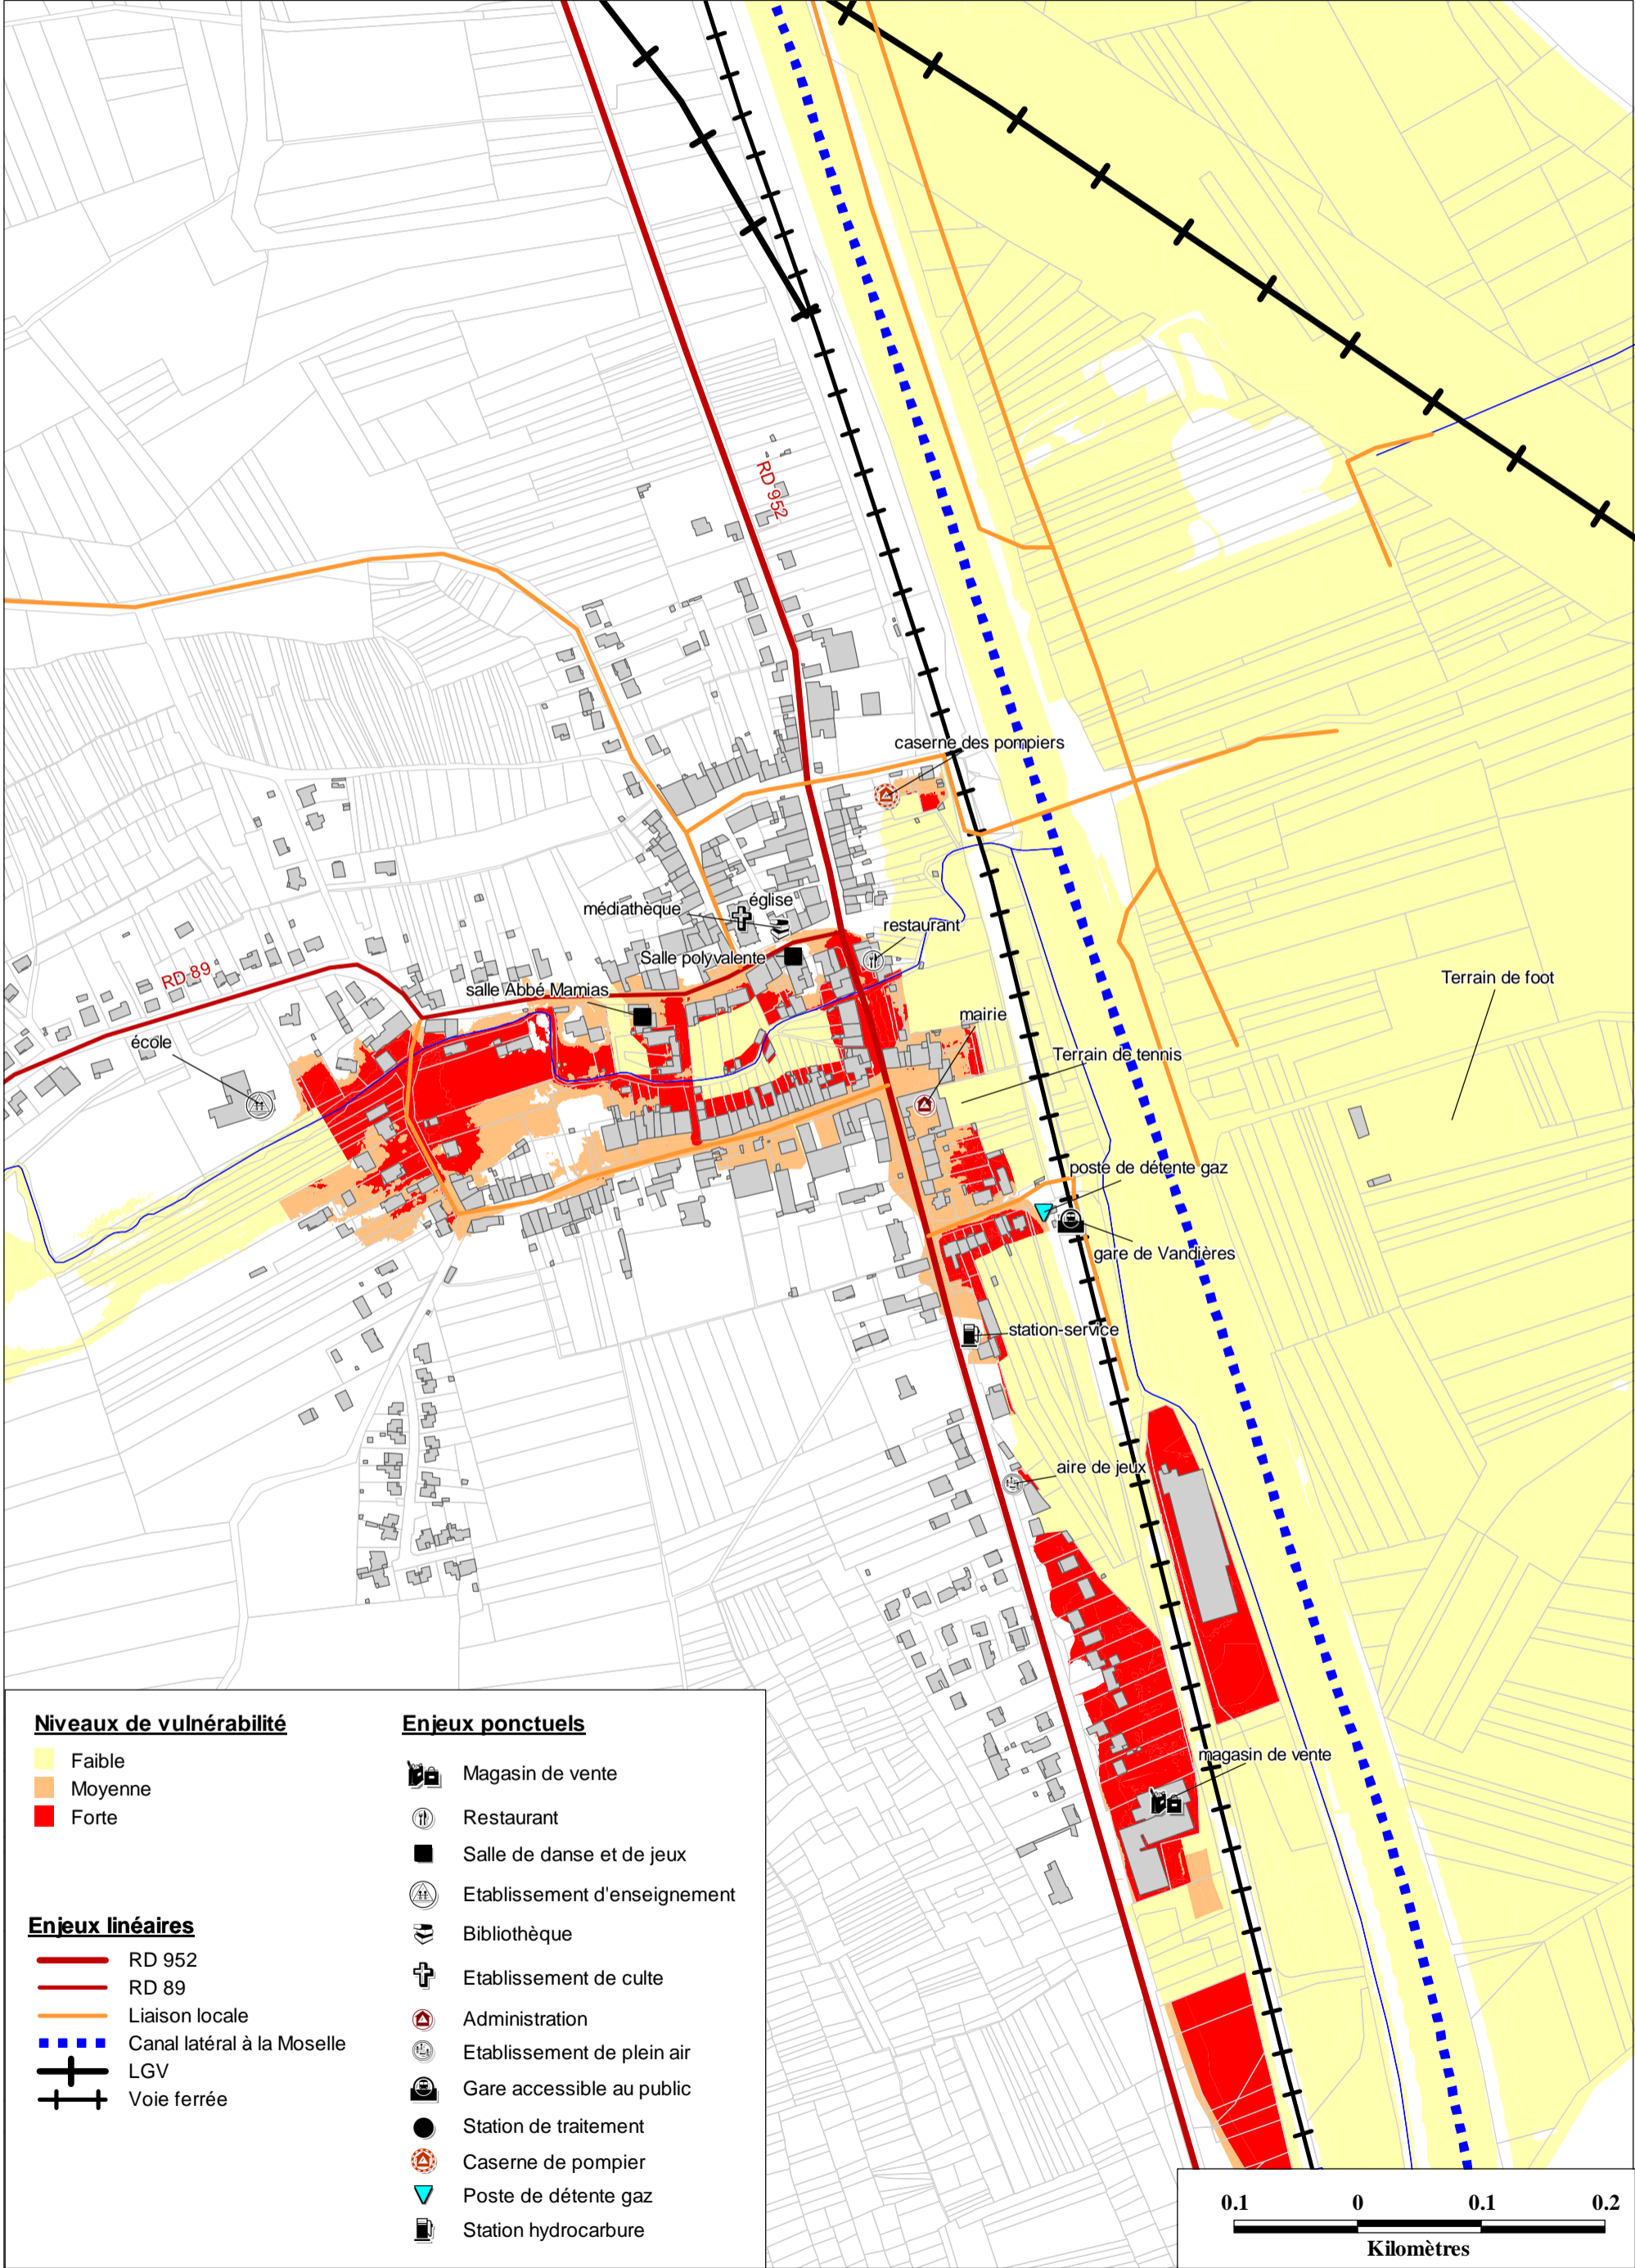 RD 952
caserne des pompiers
église
médiathèque
restaurant
Salle polyvalente
RD 89
Terrain de foot
salle Abbé Mamias
mairie
école
Terrain de tennis
poste de détente gaz
gare de Vandières
station-service
aire de jeux
magasin de vente
Niveaux de vulnérabilité
Faible
Moyenne
Forte
Enjeux linéaires
RD 952
RD 89
Liaison locale
Canal latéral à la Moselle
LGV
Voie ferrée
Enjeux ponctuels
Magasin de vente
Restaurant
Salle de danse et de jeux
Etablissement d'enseignement
Bibliothèque
Etablissement de culte
Administration
Etablissement de plein air
Gare accessible au public
Station de traitement
Caserne de pompier
Poste de détente gaz
Station hydrocarbure
0.1 0 0.1 0.2
Kilomètres